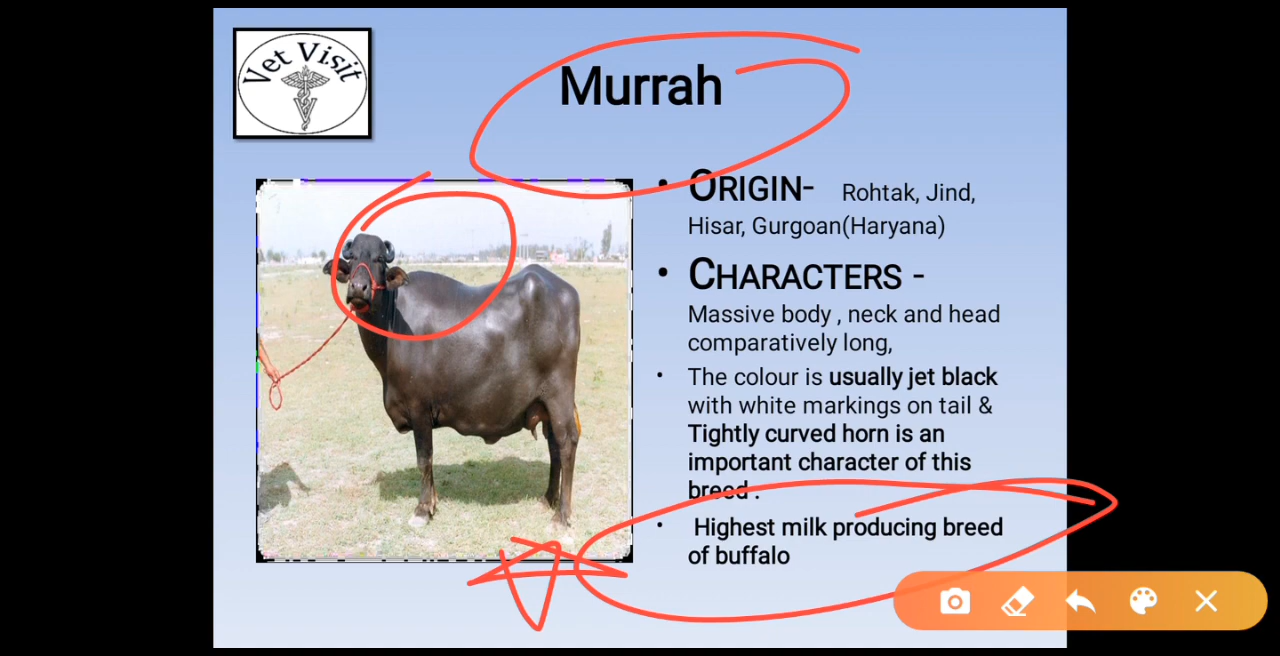 Vet Visit
Murrah
• ORIGIN- Rohtak, Jind,
Hisar, Gurgoan(Haryana)
• CHARACTERS -
Massive body , neck and head
comparatively long,
• The colour is usually jet black
with white markings on tail &
Tightly curved horn is an
important character of this
breed .
• Highest milk producing breed
of buffalo